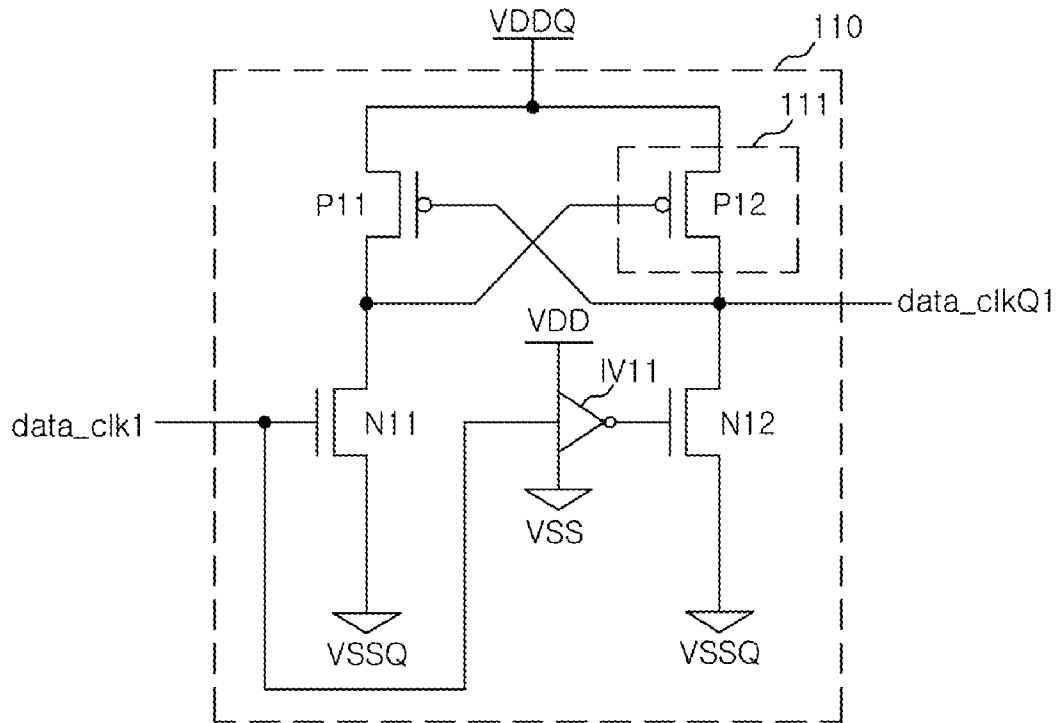 VDDQ
110
111
P11
P12
data_clkQ1
VDD
IV11
data_clk1
N11
N12
VSS
VSSQ
VSSQ